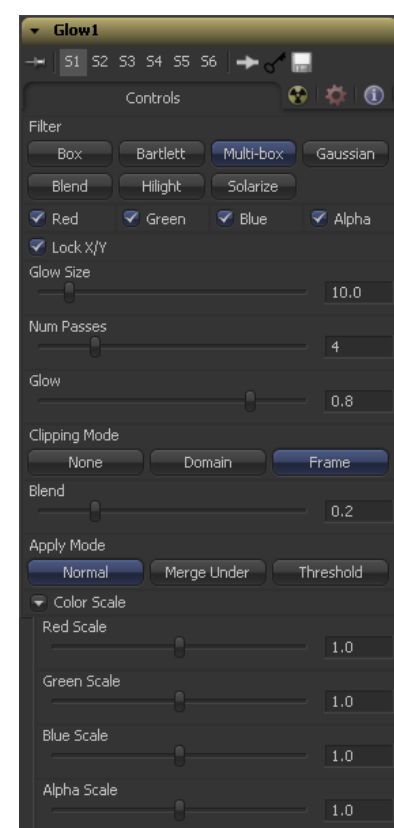 Glow1
S1 S2 S3 S4 S5 S6
Controls
Filter
Box Bartlett Multi-box Gaussian
Blend Hilight Solarize
Red Green Blue Alpha
Lock X/Y
Glow Size
10.0
Num Passes
4
Glow
0.8
Clipping Mode
None Domain Frame
Blend
0.2
Apply Mode
Normal Merge Under Threshold
Color Scale
Red Scale
1.0
Green Scale
1.0
Blue Scale
1.0
Alpha Scale
1.0